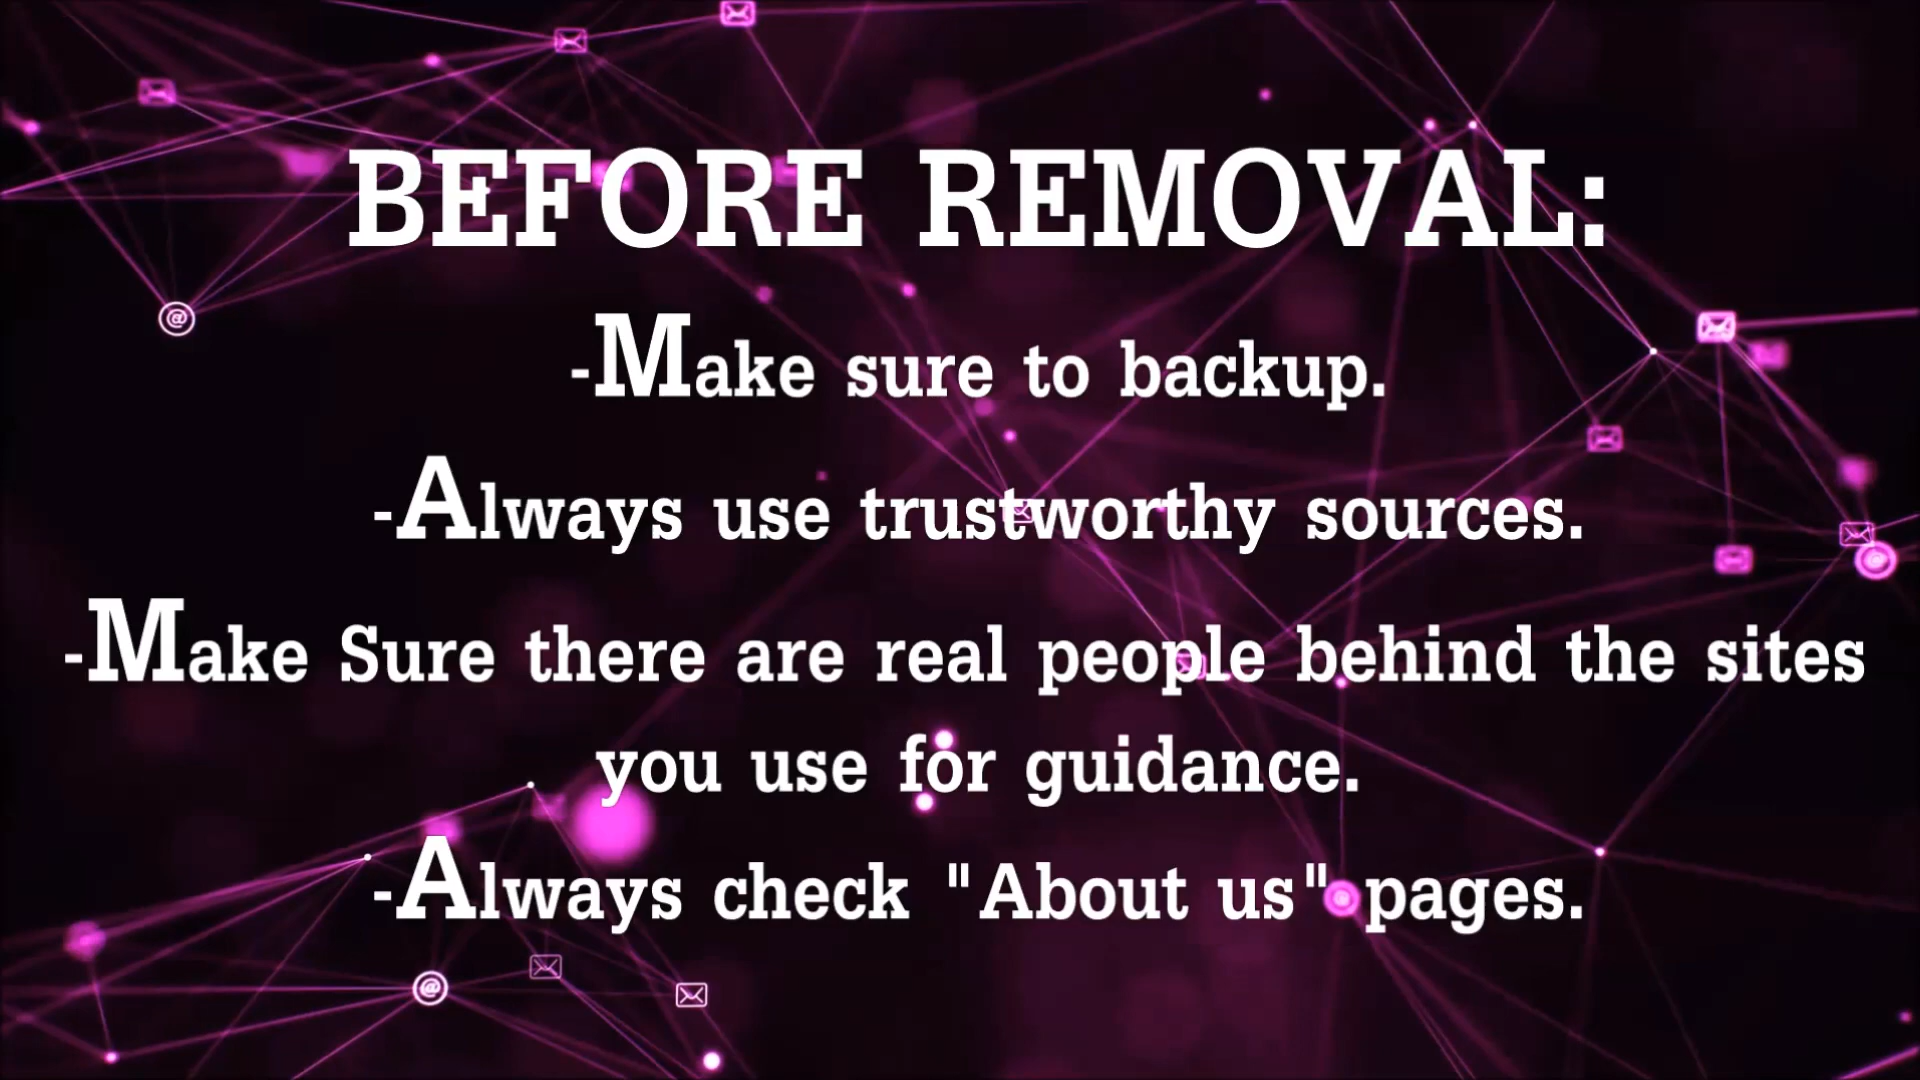 BEFORE REMOVAL:
-Make sure to backup.
-Always use trustworthy sources.
-Make Sure there are real people behind the sites
you use for guidance.
-Always check "About us" pages.